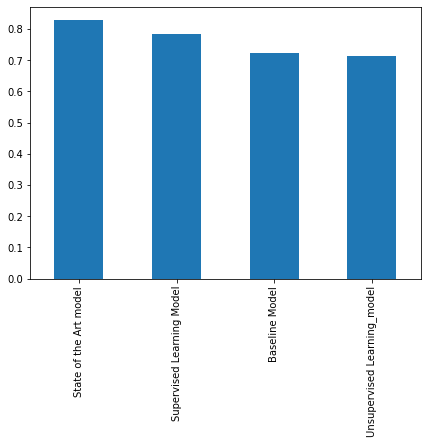 0.8
0.7
0.6
0.5
0.4
0.3
0.2
0.1
0.0
State of the Art model
Supervised Learning Model
Baseline Model
Unsupervised Learning_model